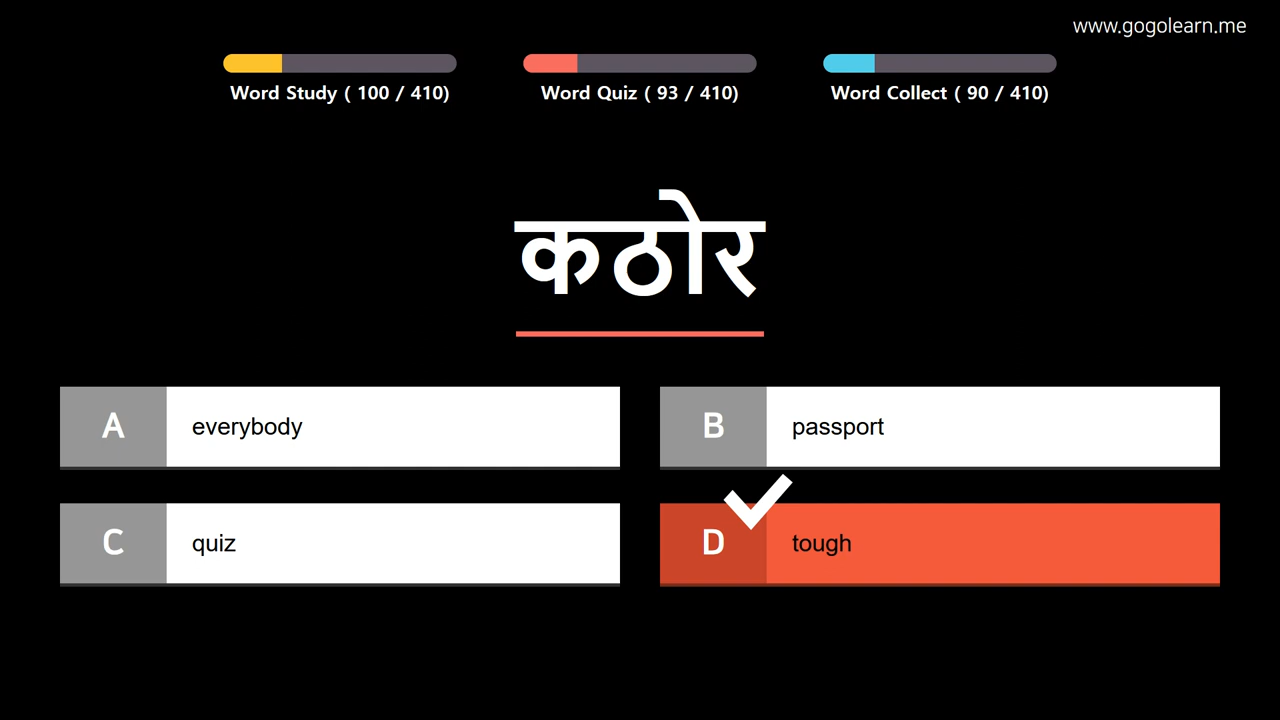 www.gogolearn.me
Word Study ( 100 / 410)
Word Quiz ( 93 / 410)
Word Collect ( 90 / 410)
कठोर
A everybody
B passport
C quiz
D tough